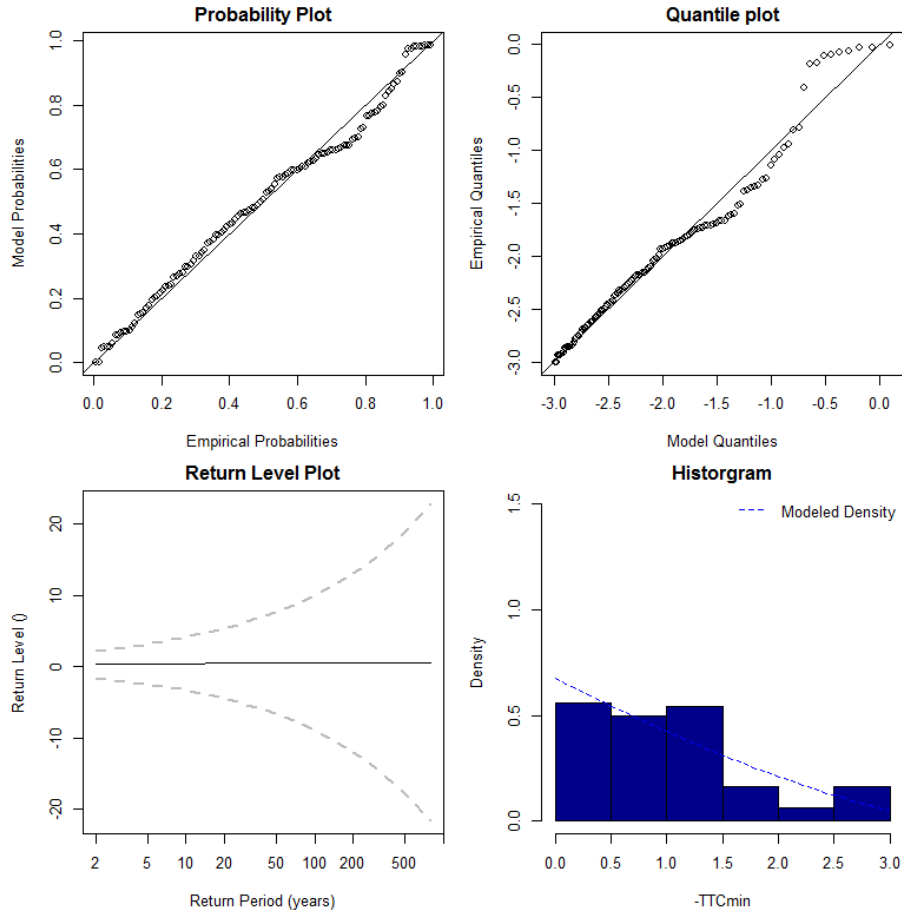 Probability Plot
Model Probabilities
0.0 0.2 0.4 0.6 0.8 1.0
0.0 0.2 0.4 0.6 0.8 1.0
Empirical Probabilities
Quantile plot
Empirical Quantiles
-3.0 -2.5 -2.0 -1.5 -1.0 -0.5 0.0
-3.0 -2.5 -2.0 -1.5 -1.0 -0.5 0.0
Model Quantiles
Return Level Plot
Return Level ()
-20 -10 0 10 20
2 5 10 20 50 100 200 500
Return Period (years)
Historgram
Modeled Density
Density
0.0 0.5 1.0 1.5
0.0 0.5 1.0 1.5 2.0 2.5 3.0
-TTCmin